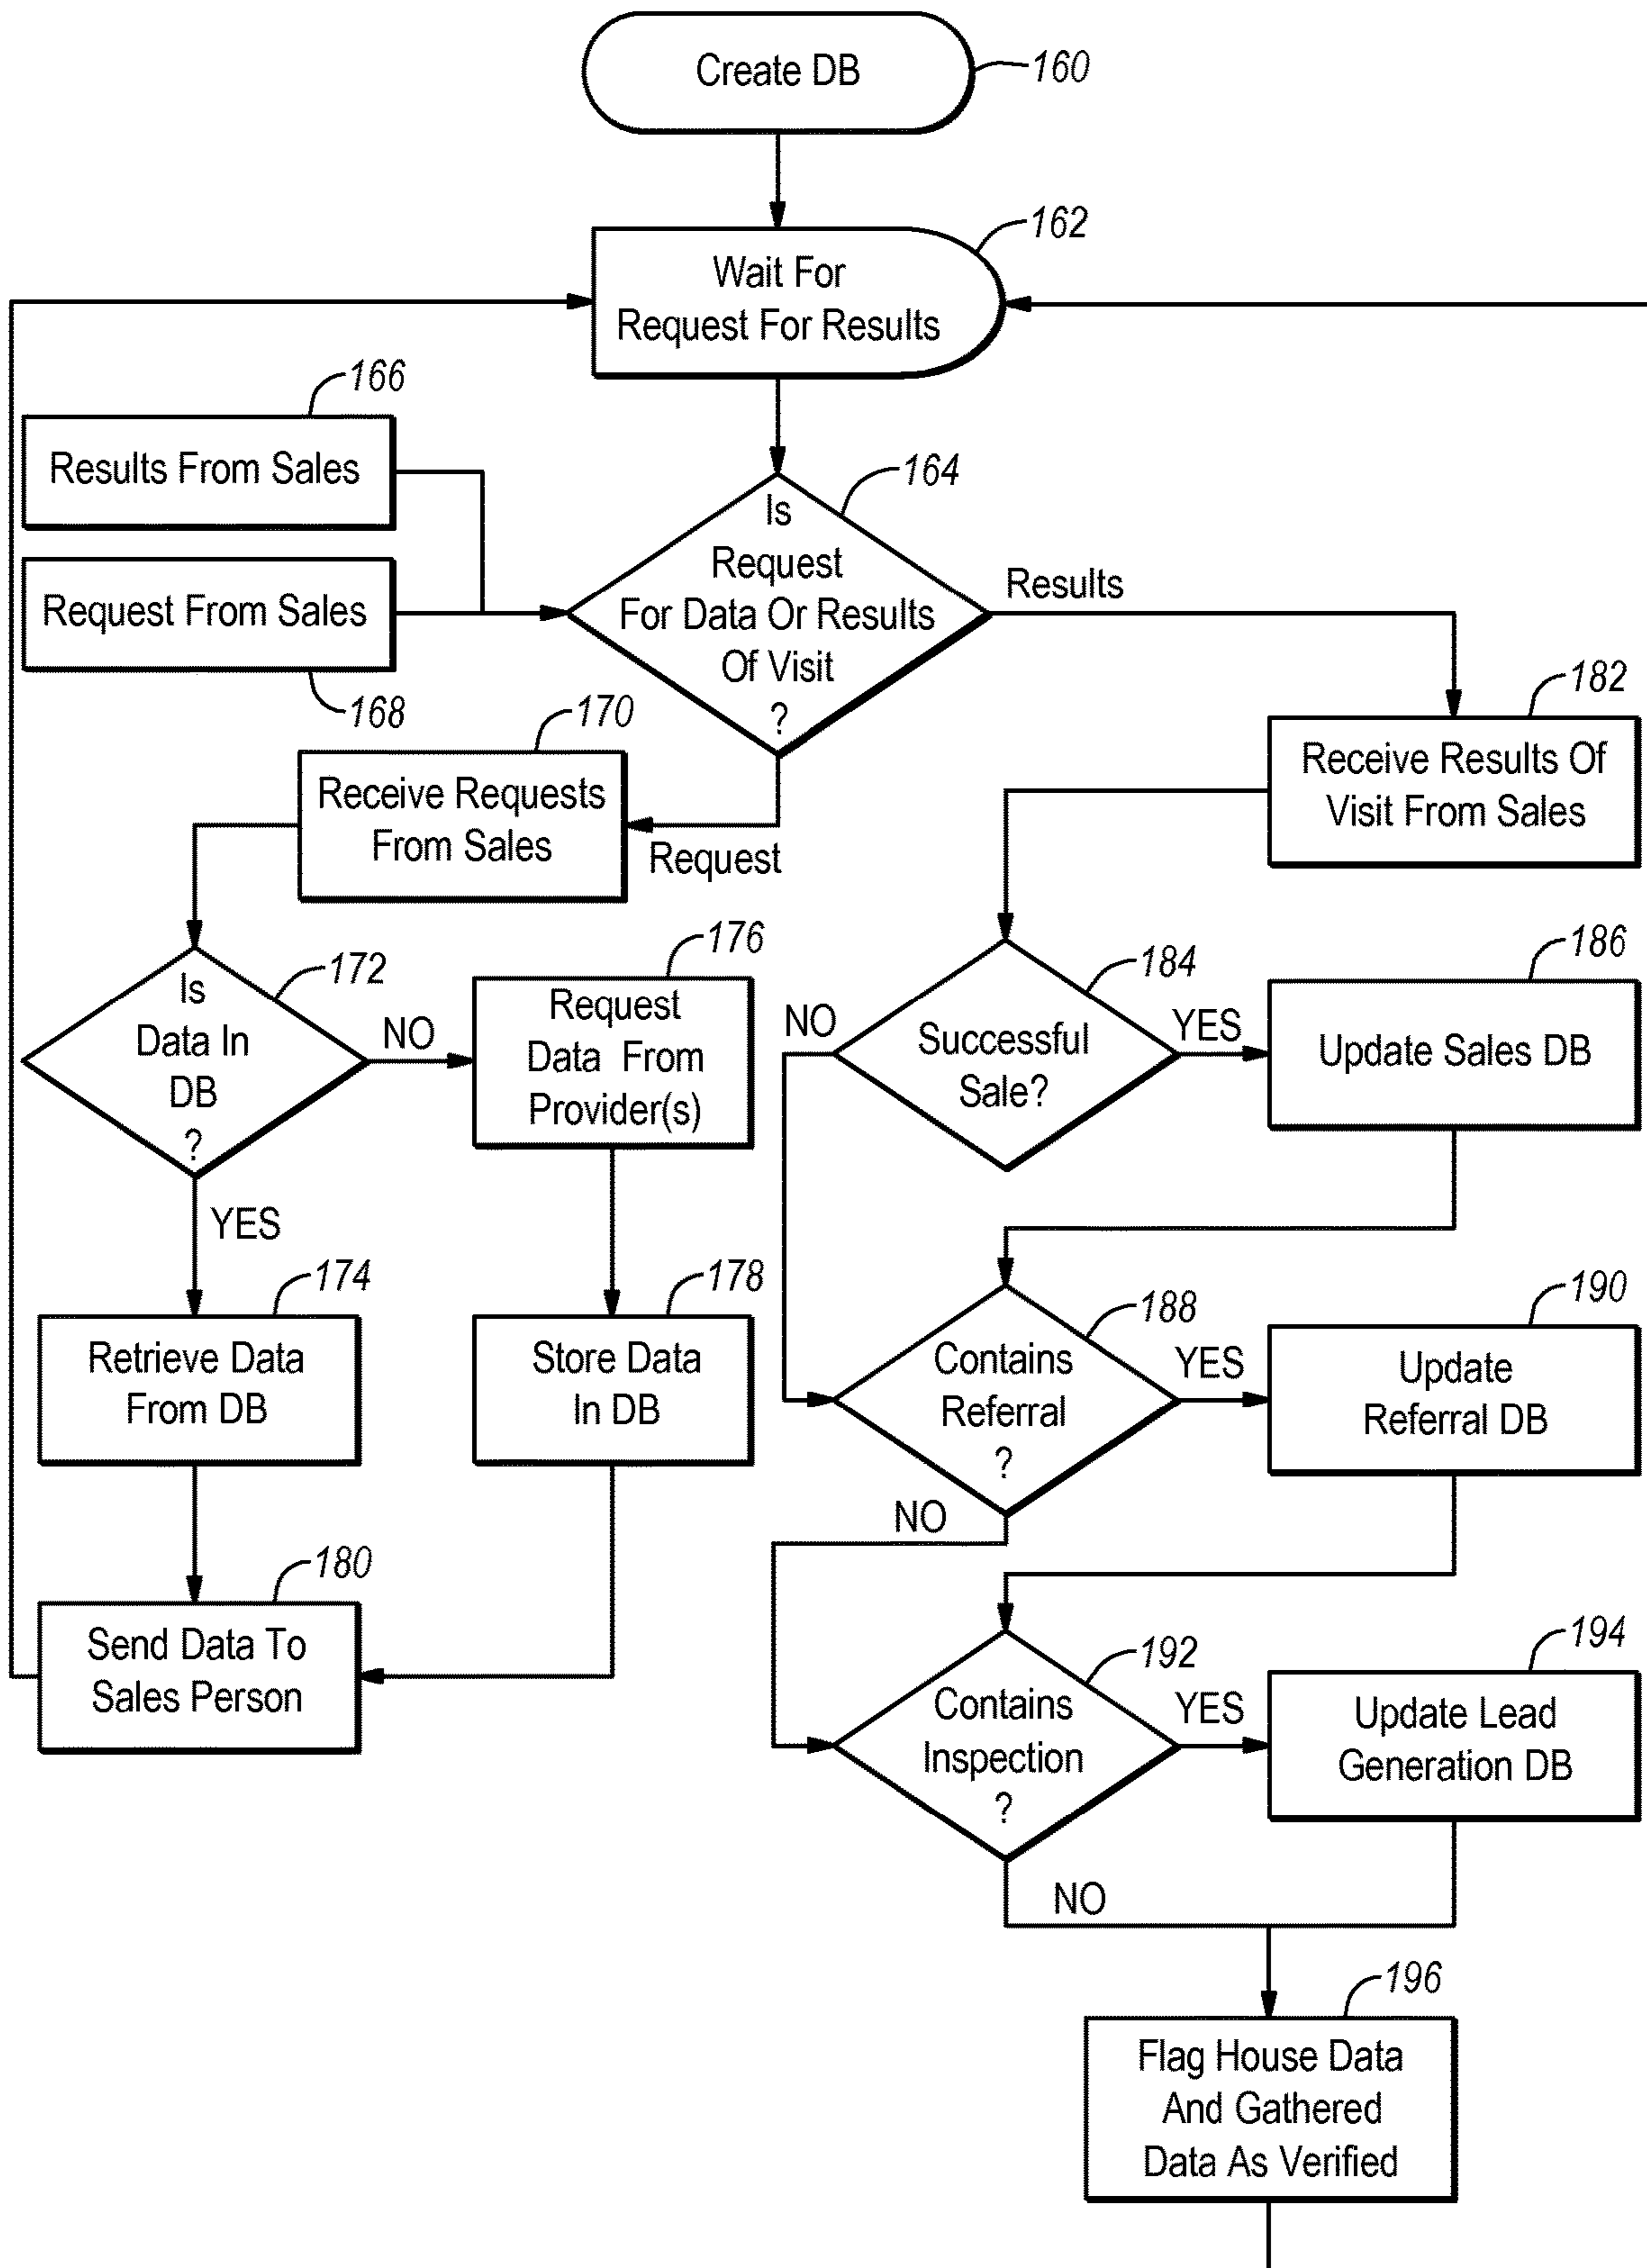 Create DB
160
Wait For
Request For Results
162
166
Results From Sales
Request From Sales
168
164
Is
Request
For Data Or Results
Of Visit
?
Results
Request
170
Receive Requests
From Sales
182
Receive Results Of
Visit From Sales
172
Is
Data In
DB
?
NO
YES
176
Request
Data From
Provider(s)
184
Successful
Sale?
NO
YES
186
Update Sales DB
174
Retrieve Data
From DB
178
Store Data
In DB
188
Contains
Referral
?
YES
NO
190
Update
Referral DB
180
Send Data To
Sales Person
192
Contains
Inspection
?
YES
NO
194
Update Lead
Generation DB
196
Flag House Data
And Gathered
Data As Verified